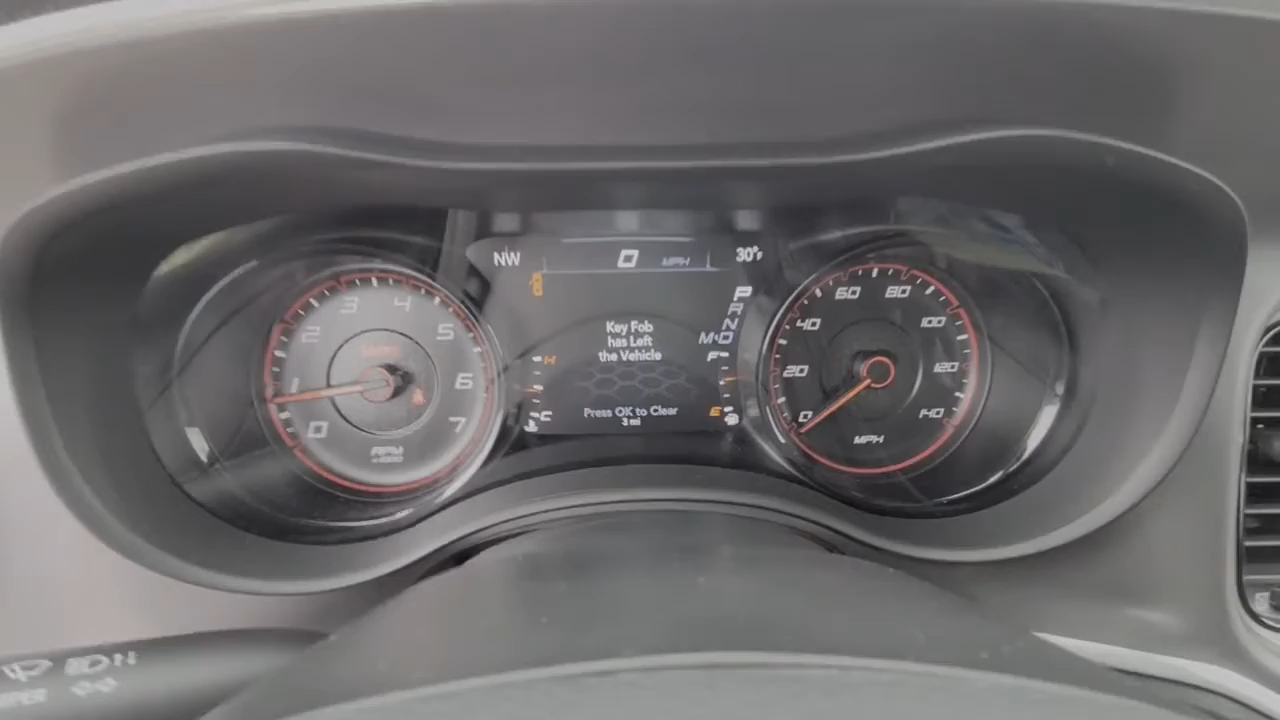 NW 0 MPH 30°F
Key Fob
has Left
the Vehicle
Press OK to Clear
3 mi
P
R
N
M D
H
C
F
E
0 1 2 3 4 5 6 7
RPM
x1000
0 20 40 60 80 100 120 140
MPH